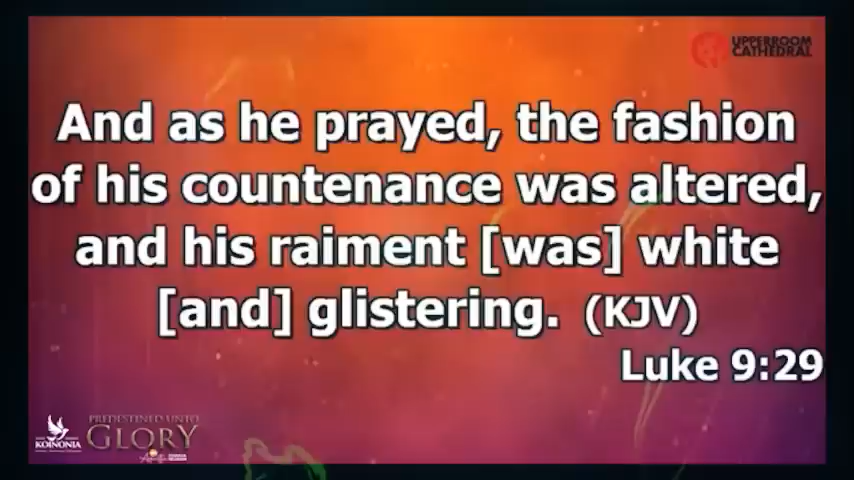 UPPERROOM
CATHEDRAL
And as he prayed, the fashion
of his countenance was altered,
and his raiment [was] white
[and] glistering. (KJV)
Luke 9:29
KOINONIA
PREDESTINED UNTO
GLORY